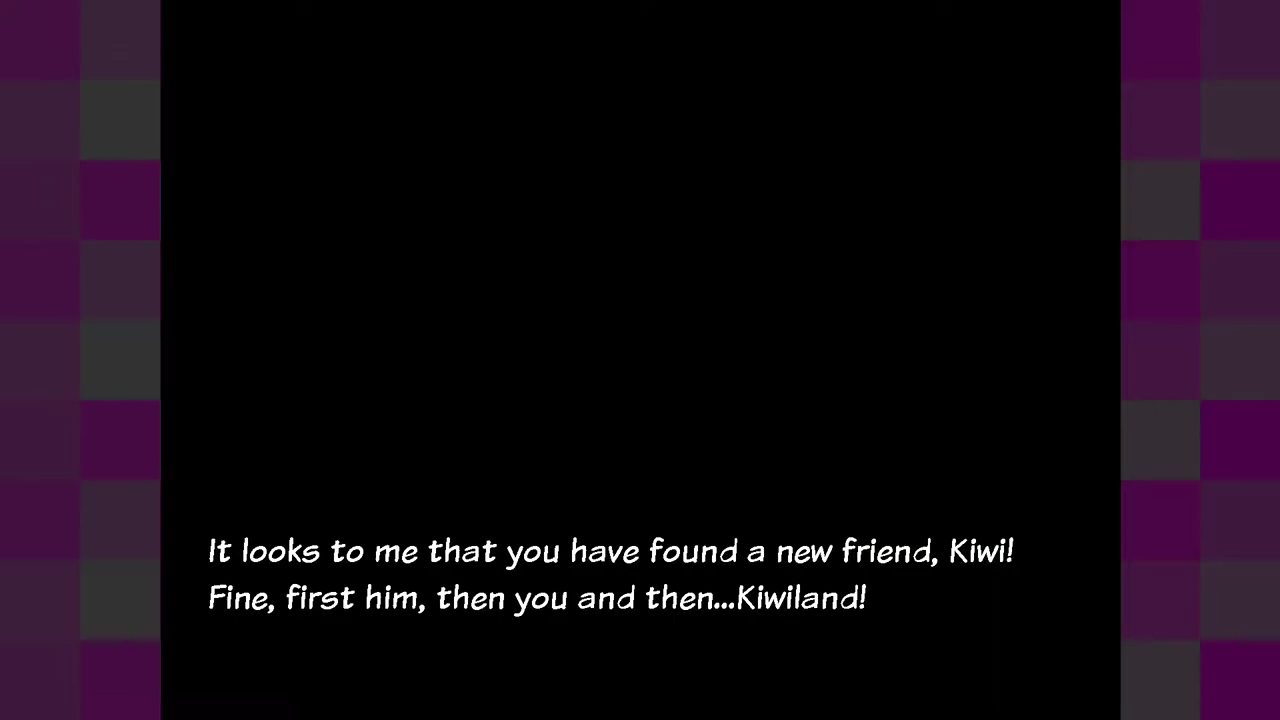 It looks to me that you have found a new friend, Kiwi!
Fine, first him, then you and then...Kiwiland!